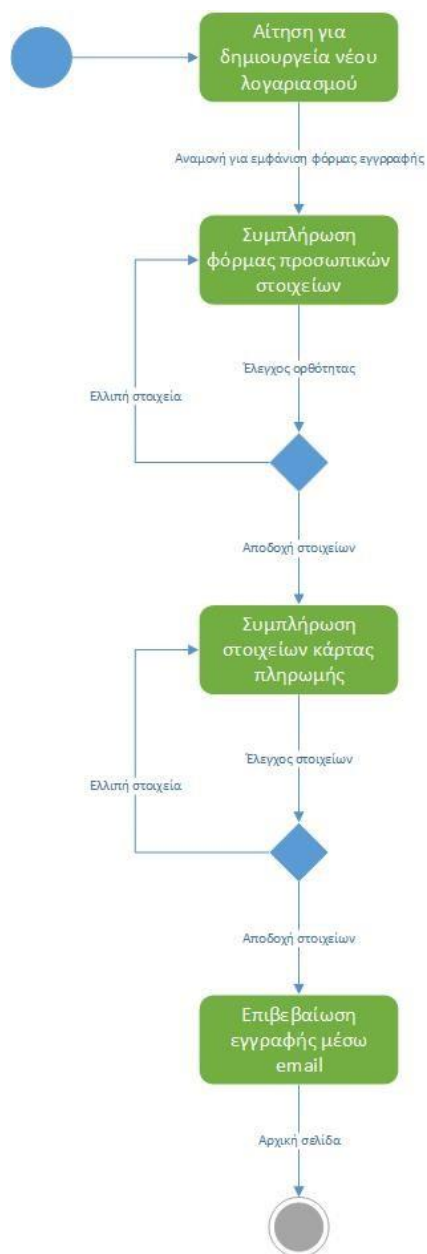 Αίτηση για
δημιουργεία νέου
λογαριασμού
Αναμονή για εμφάνιση φόρμας εγγρραφής
Συμπλήρωση
φόρμας προσωπικών
στοιχείων
Έλεγχος ορθότητας
Ελλιπή στοιχεία
Αποδοχή στοιχείων
Συμπλήρωση
στοιχείων κάρτας
πληρωμής
Έλεγχος στοιχείων
Ελλιπή στοιχεία
Αποδοχή στοιχείων
Επιβεβαίωση
εγγραφής μέσω
email
Αρχική σελίδα